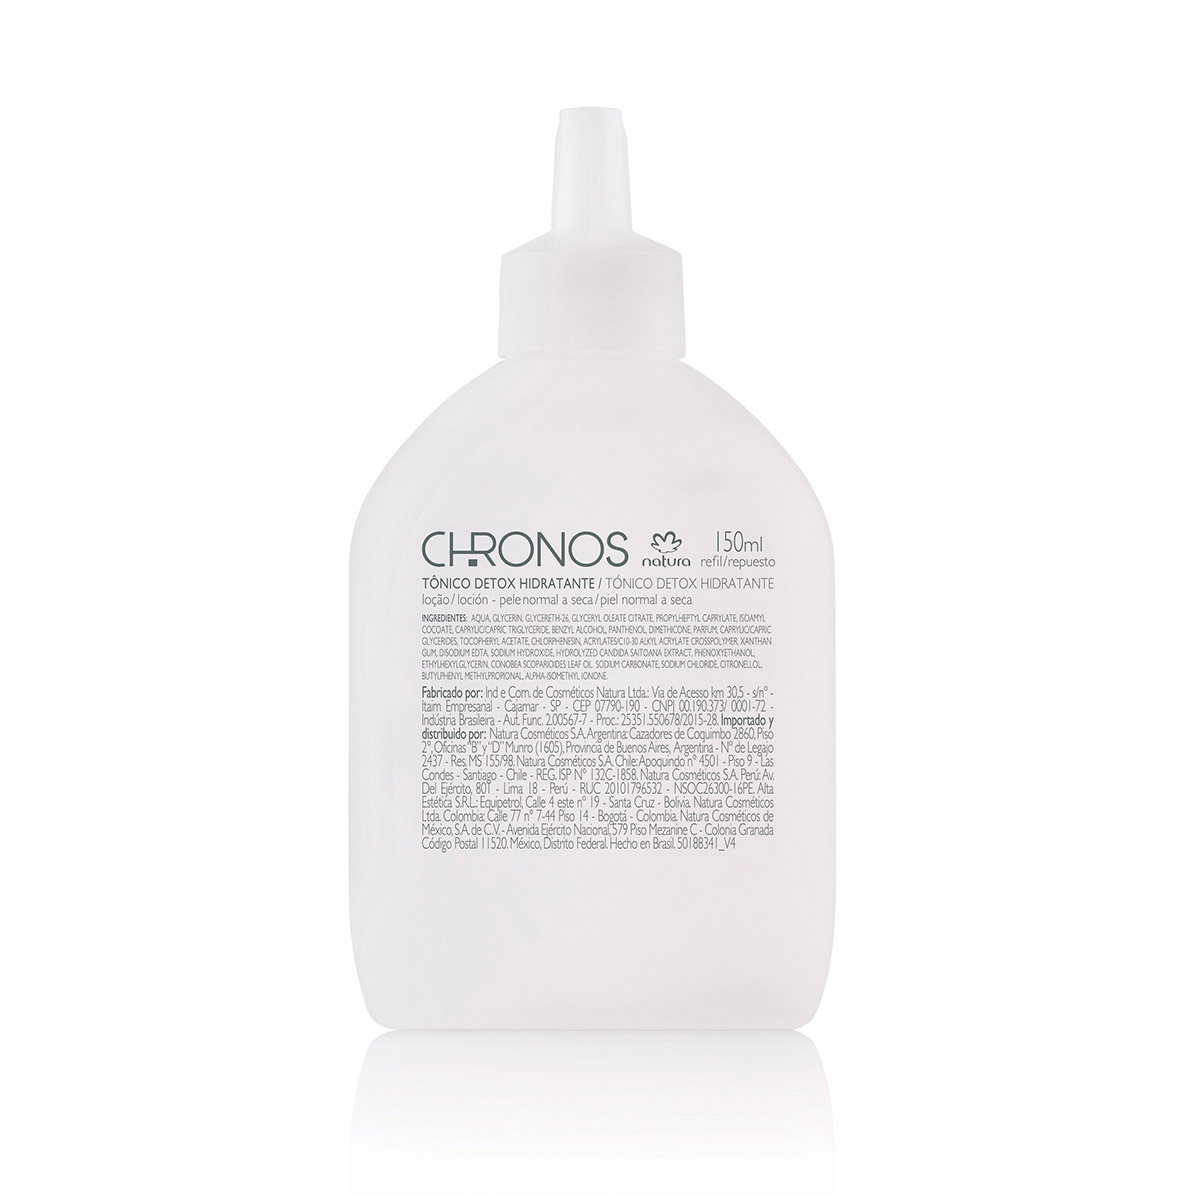 CHRONOS natura 150ml
refil/repuesto
TÔNICO DETOX HIDRATANTE / TÓNICO DETOX HIDRATANTE
loção / loción - pele normal a seca / piel normal a seca
INGREDIENTES: AQUA, GLYCERIN, GLYCERETH-26, GLYCERYL OLEATE CITRATE, PROPYLHEPTYL CAPRYLATE, ISOAMYL
COCOATE, CAPRYLIC/CAPRIC TRIGLYCERIDE, BENZYL ALCOHOL, PANTHENOL, DIMETHICONE, PARFUM, CAPRYLIC/CAPRIC
GLYCERIDES, TOCOPHERYL ACETATE, CHLORPHENESIN, ACRYLATES/C10-30 ALKYL ACRYLATE CROSSPOLYMER, XANTHAN
GUM, DISODIUM EDTA, SODIUM HYDROXIDE, HYDROLYZED CANDIDA SAITOANA EXTRACT, PHENOXYETHANOL,
ETHYLHEXYLGLYCERIN, CONOBEA SCOPARIOIDES LEAF OIL. SODIUM CARBONATE, SODIUM CHLORIDE, CITRONELLOL,
BUTYLPHENYL METHYLPROPIONAL, ALPHA-ISOMETHYL IONONE.
Fabricado por: Ind e Com. de Cosméticos Natura Ltda.: Via de Acesso km 30,5 - s/nº -
Itaim Empresarial - Cajamar - SP - CEP 07790-190 - CNPJ 00.190.373/ 0001-72 -
Indústria Brasileira - Aut. Func. 2.00567-7 - Proc.: 25351.550678/2015-28. Importado y
distribuido por: Natura Cosméticos S.A. Argentina: Cazadores de Coquimbo 2860, Piso
2º, Oficinas "B" y "D" Munro (1605), Provincia de Buenos Aires, Argentina - Nº de Legajo
2437 - Res. MS 155/98. Natura Cosméticos S.A. Chile: Apoquindo nº 4501 - Piso 9 - Las
Condes - Santiago - Chile - REG. ISP Nº 132C-1858. Natura Cosméticos S.A. Perú: Av.
Del Ejército, 801 - Lima 18 - Perú - RUC 20101796532 - NSOC26300-16PE. Alta
Estética S.R.L.: Equipetrol, Calle 4 este nº 19 - Santa Cruz - Bolivia. Natura Cosméticos
Ltda. Colombia: Calle 77 nº 7-44 Piso 14 - Bogotá - Colombia. Natura Cosméticos de
México, S.A. de C.V. - Avenida Ejército Nacional, 579 Piso Mezanine C - Colonia Granada
Código Postal 11520. México, Distrito Federal. Hecho en Brasil. 50188341_V4